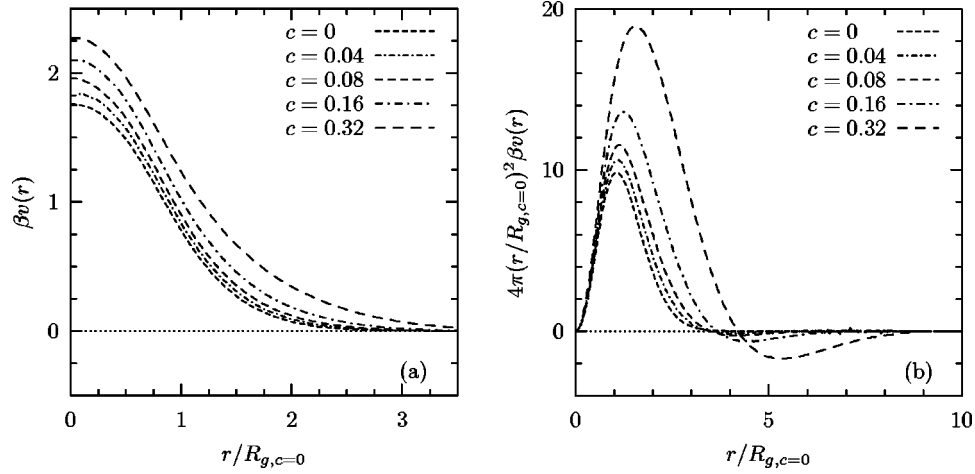 c = 0
c = 0.04
c = 0.08
c = 0.16
c = 0.32
2
1
0
βv(r)
0
1
2
3
r/R_{g,c=0}
(a)
c = 0
c = 0.04
c = 0.08
c = 0.16
c = 0.32
20
10
0
4π(r/R_{g,c=0})²βv(r)
0
5
10
r/R_{g,c=0}
(b)